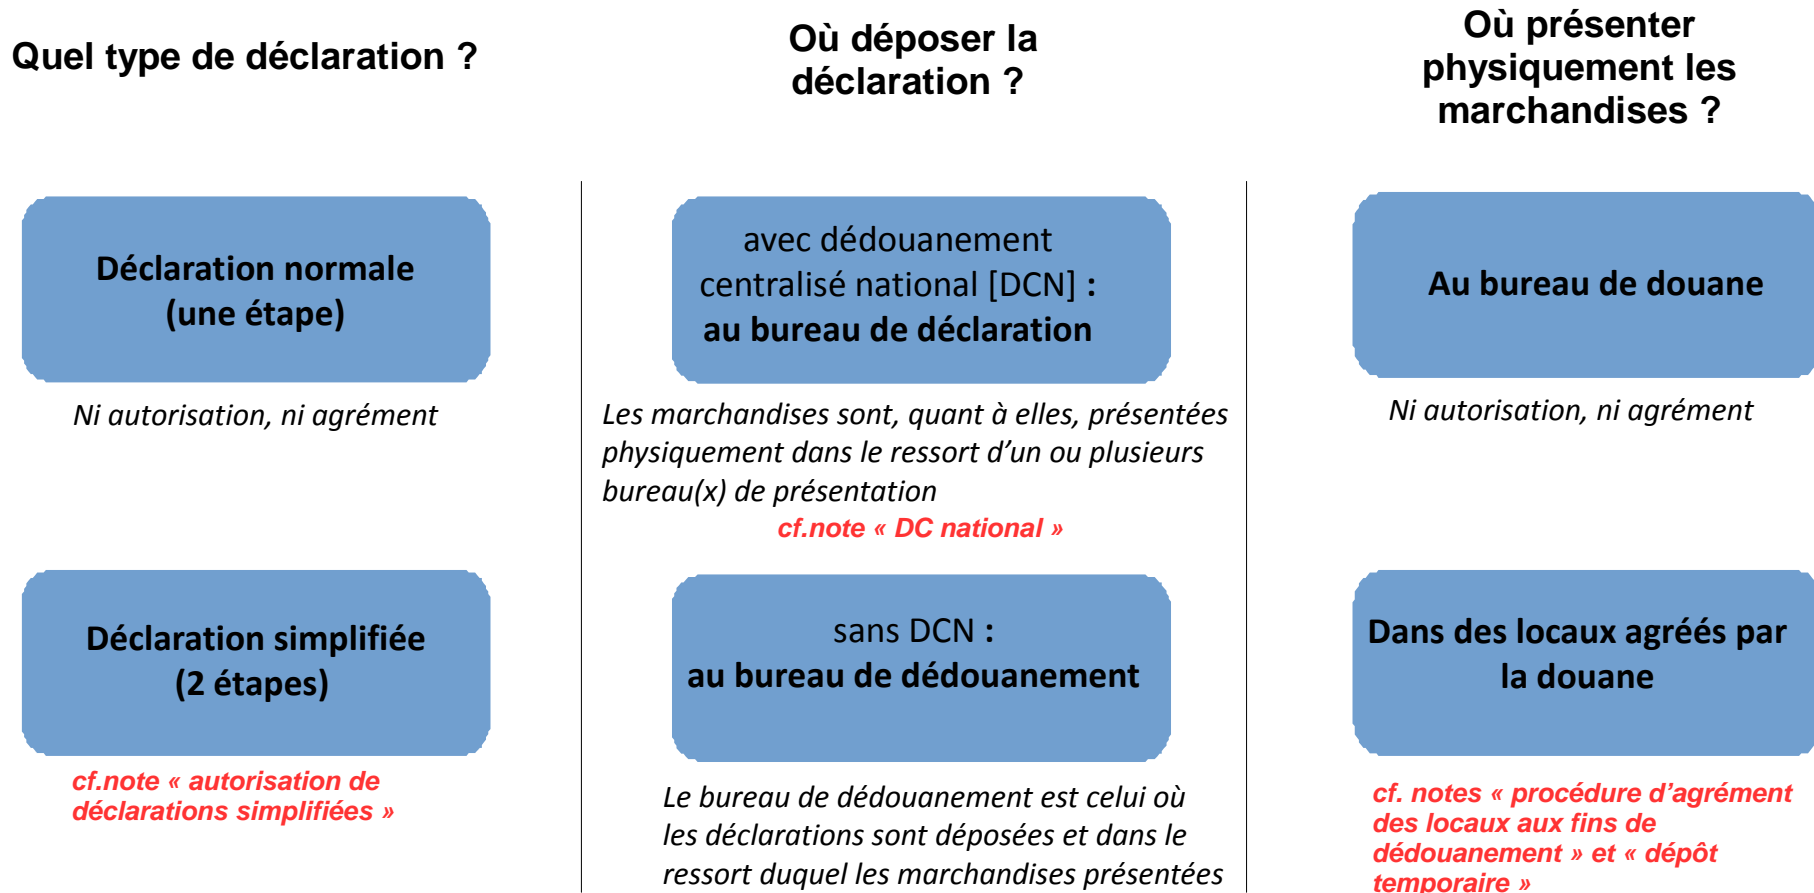 Quel type de déclaration ?
Où déposer la
déclaration ?
Où présenter
physiquement les
marchandises ?
Déclaration normale
(une étape)
Ni autorisation, ni agrément
Déclaration simplifiée
(2 étapes)
cf.note « autorisation de
déclarations simplifiées »
avec dédouanement
centralisé national [DCN] :
au bureau de déclaration
Les marchandises sont, quant à elles, présentées
physiquement dans le ressort d’un ou plusieurs
bureau(x) de présentation
cf.note « DC national »
sans DCN :
au bureau de dédouanement
Le bureau de dédouanement est celui où
les déclarations sont déposées et dans le
ressort duquel les marchandises présentées
Au bureau de douane
Ni autorisation, ni agrément
Dans des locaux agréés par
la douane
cf. notes « procédure d’agrément
des locaux aux fins de
dédouanement » et « dépôt
temporaire »